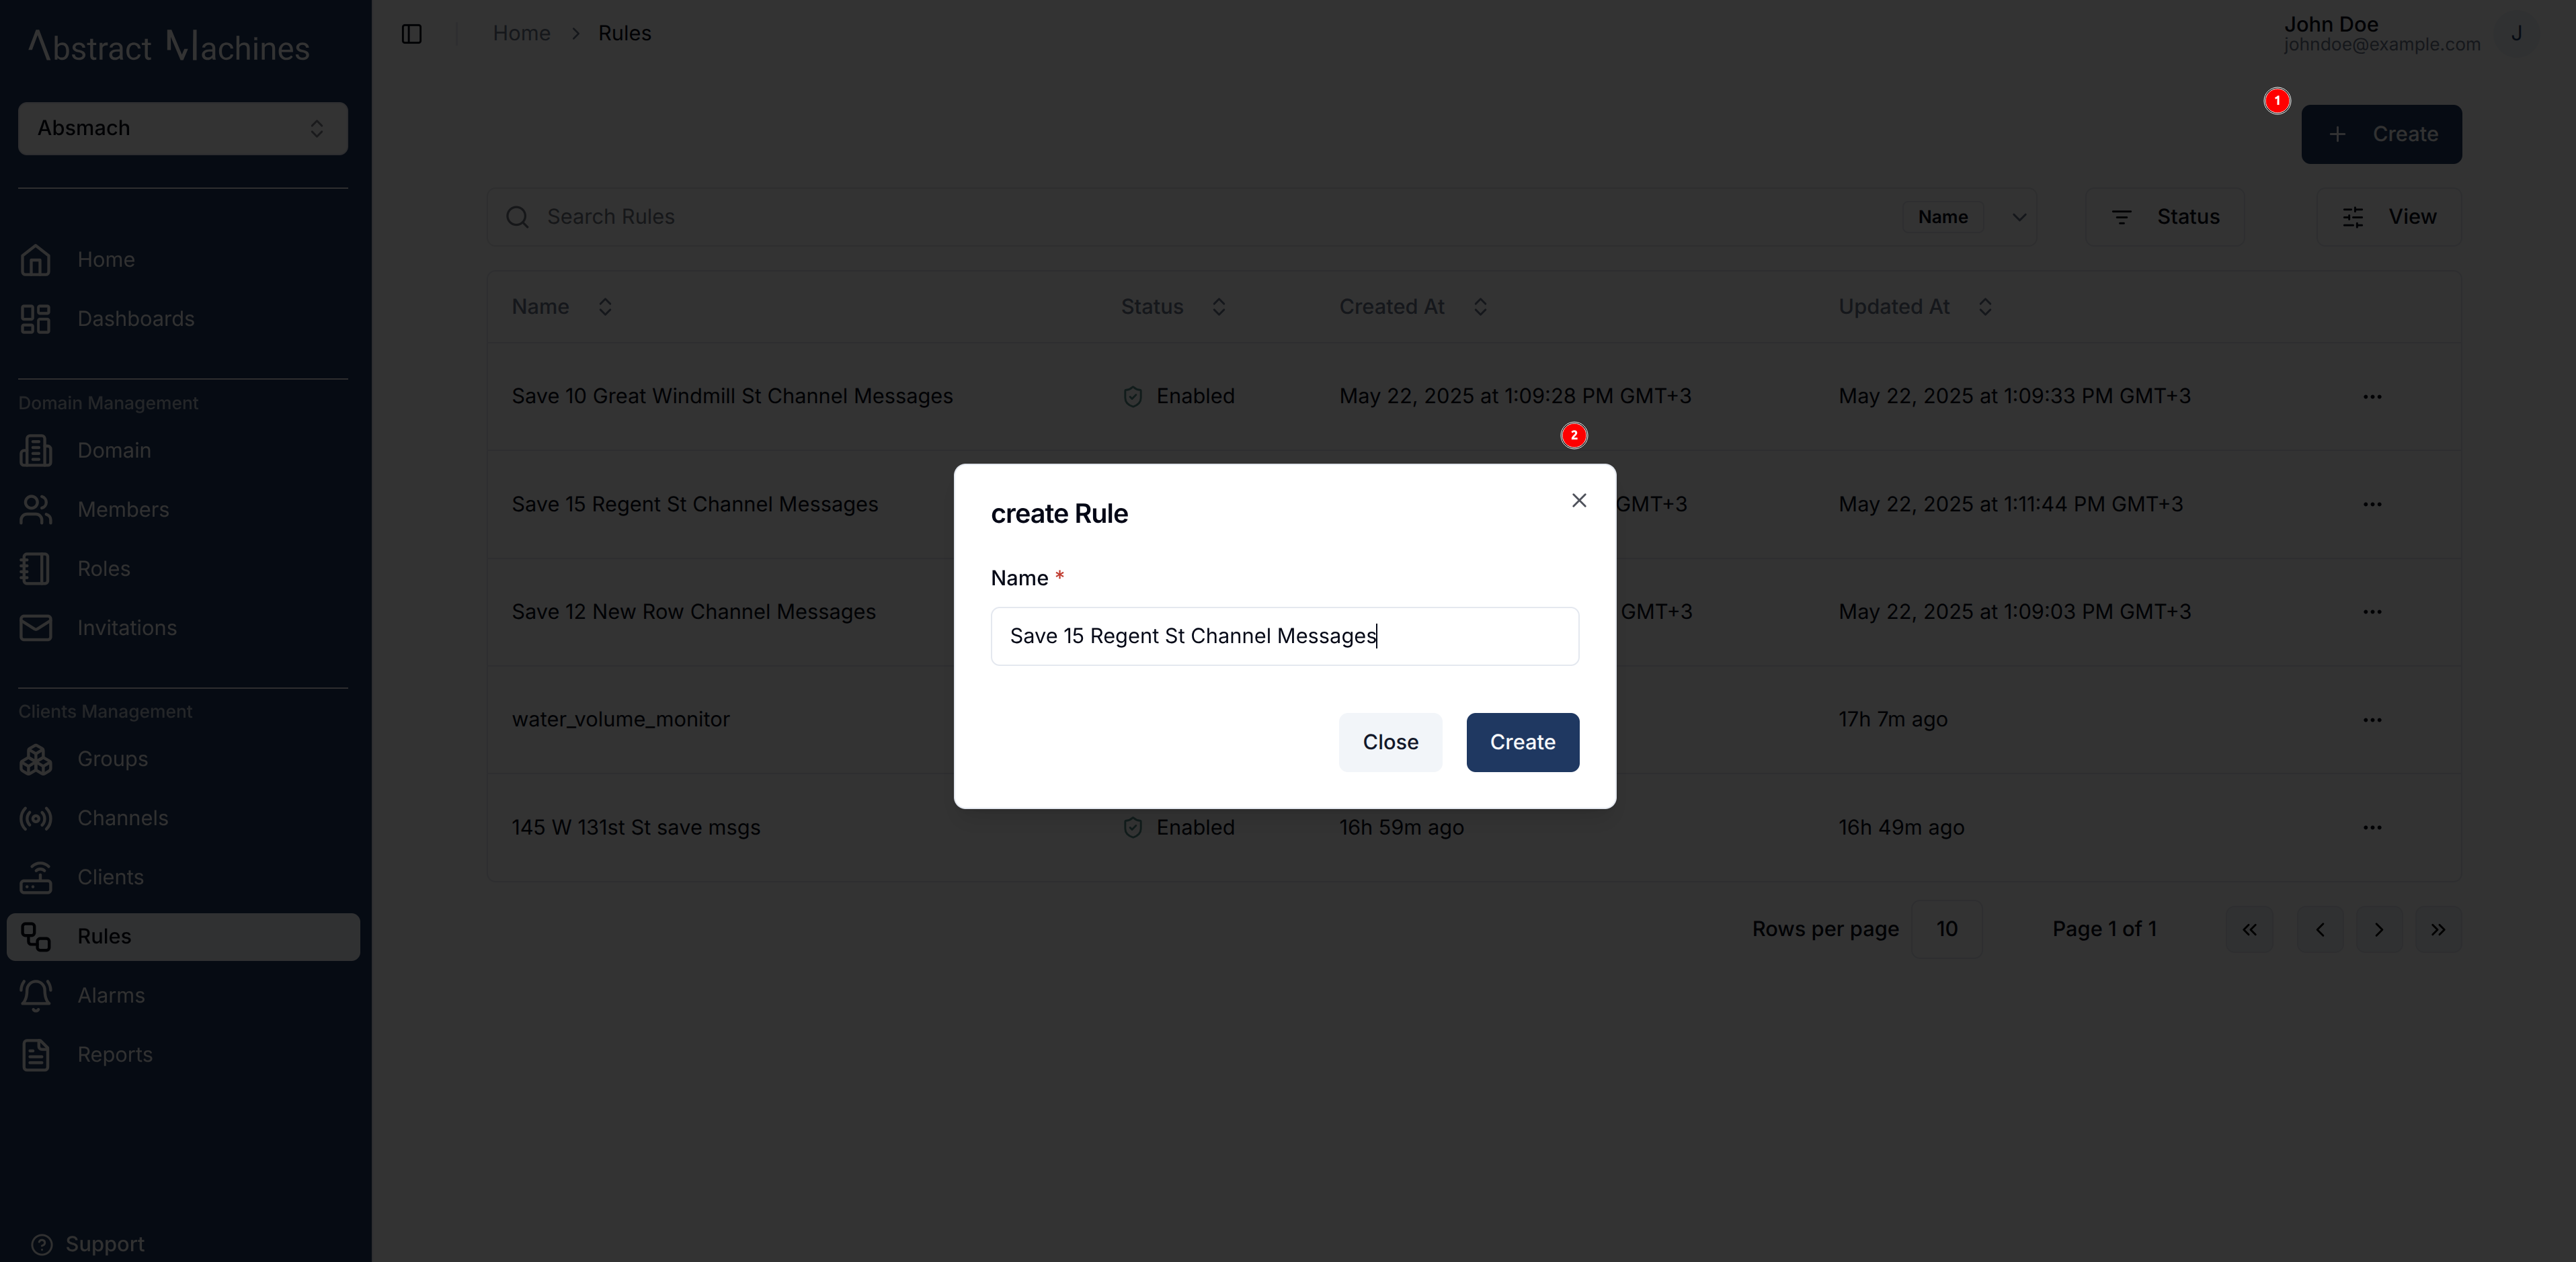 Abstract Machines
Absmach
Home
Dashboards
Domain Management
Domain
Members
Roles
Invitations
Clients Management
Groups
Channels
Clients
Rules
Alarms
Reports
Support
Home > Rules
John Doe
johndoe@example.com
J
1
+ Create
Search Rules
Name
Status
View
Name Status Created At Updated At
Save 10 Great Windmill St Channel Messages Enabled May 22, 2025 at 1:09:28 PM GMT+3 May 22, 2025 at 1:09:33 PM GMT+3
2
Save 15 Regent St Channel Messages GMT+3 May 22, 2025 at 1:11:44 PM GMT+3
Save 12 New Row Channel Messages GMT+3 May 22, 2025 at 1:09:03 PM GMT+3
water_volume_monitor 17h 7m ago
145 W 131st St save msgs Enabled 16h 59m ago 16h 49m ago
create Rule
Name *
Save 15 Regent St Channel Messages
Close
Create
Rows per page 10 Page 1 of 1